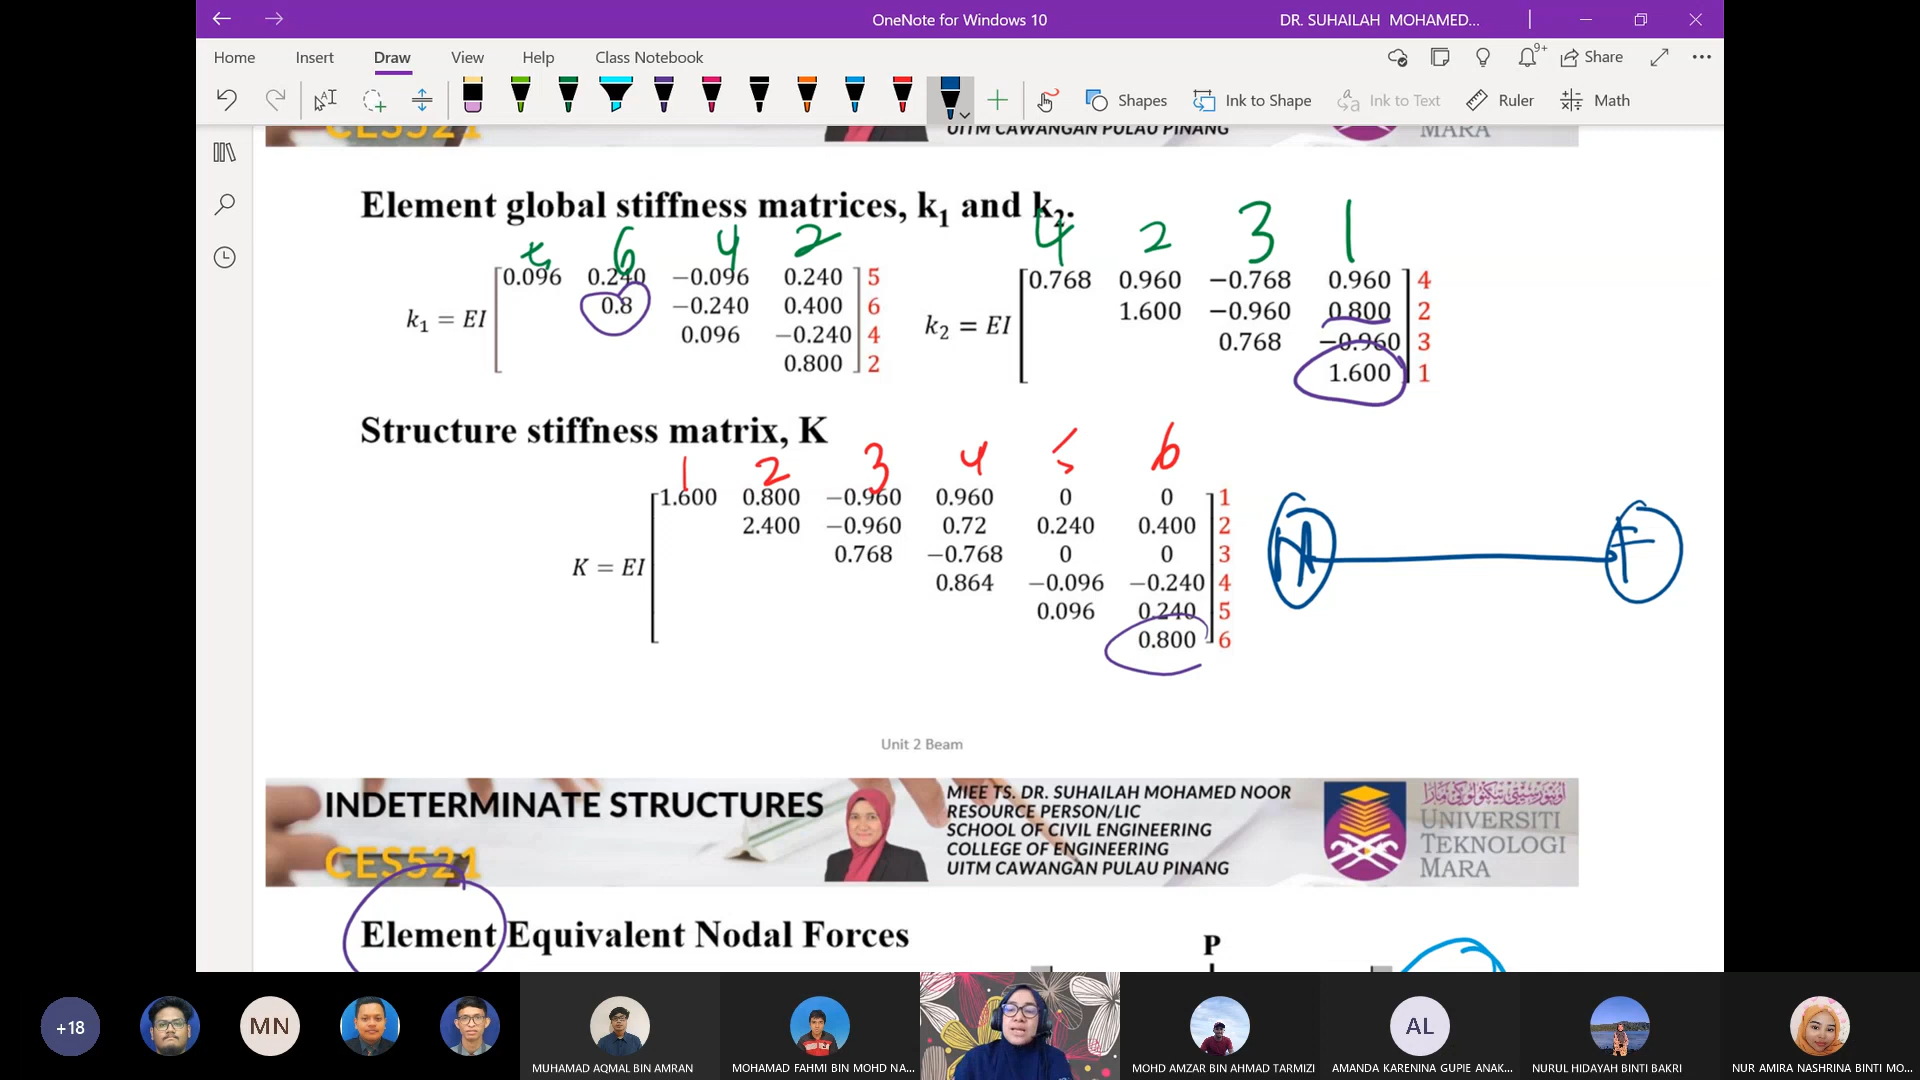 OneNote for Windows 10
DR. SUHAILAH MOHAMED...
Home Insert Draw View Help Class Notebook
9+ Share
Shapes Ink to Shape Ink to Text Ruler Math
CES521
UITM CAWANGAN PULAU PINANG
MARA
Element global stiffness matrices, k₁ and k₂.
5 6 4 2
4 2 3 1
k₁ = EI
0.096 0.240 −0.096 0.240 5
0.8 −0.240 0.400 6
0.096 −0.240 4
0.800 2
k₂ = EI
0.768 0.960 −0.768 0.960 4
1.600 −0.960 0.800 2
0.768 −0.960 3
1.600 1
Structure stiffness matrix, K
1 2 3 4 5 6
K = EI
1.600 0.800 −0.960 0.960 0 0 1
2.400 −0.960 0.72 0.240 0.400 2
0.768 −0.768 0 0 3
0.864 −0.096 −0.240 4
0.096 0.240 5
0.800 6
A F
Unit 2 Beam
INDETERMINATE STRUCTURES
CES521
MIEE TS. DR. SUHAILAH MOHAMED NOOR
RESOURCE PERSON/LIC
SCHOOL OF CIVIL ENGINEERING
COLLEGE OF ENGINEERING
UITM CAWANGAN PULAU PINANG
UNIVERSITI
TEKNOLOGI
MARA
Element Equivalent Nodal Forces
P
+18
MN
AL
MUHAMAD AQMAL BIN AMRAN
MOHAMAD FAHMI BIN MOHD NA...
MOHD AMZAR BIN AHMAD TARMIZI
AMANDA KARENINA GUPIE ANAK...
NURUL HIDAYAH BINTI BAKRI
NUR AMIRA NASHRINA BINTI MO...